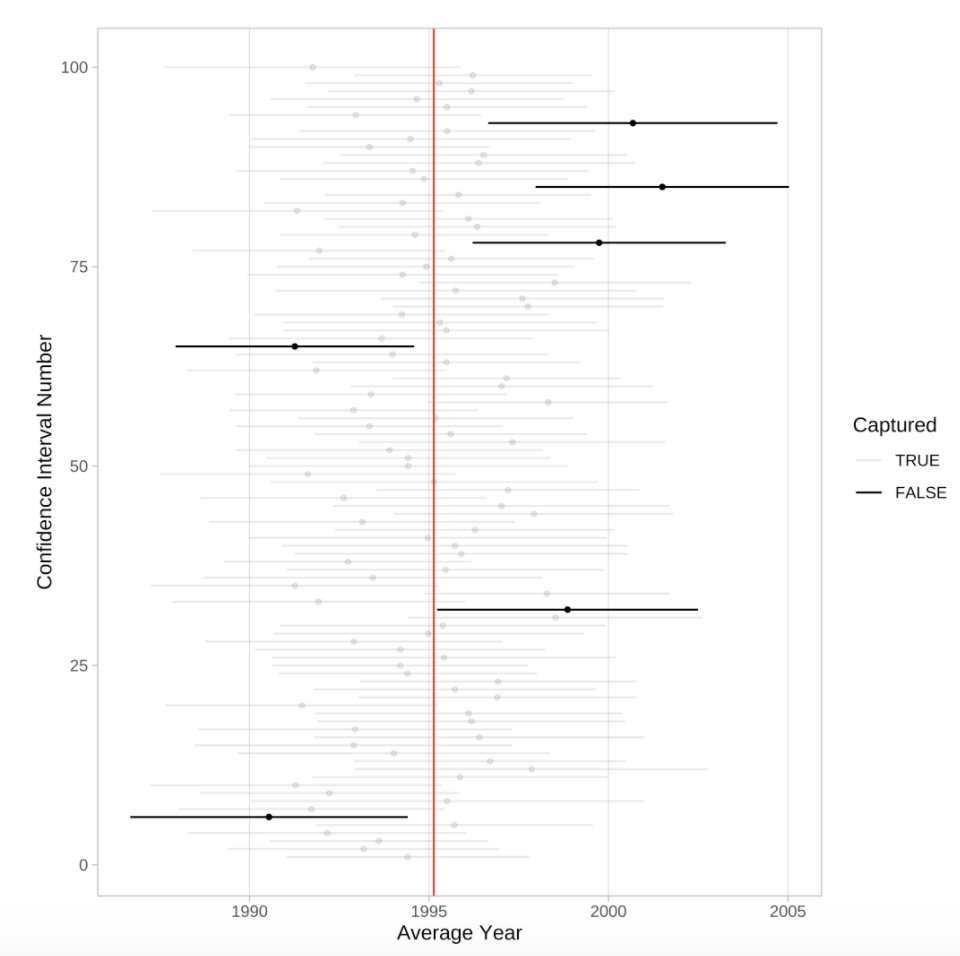 100
75
50
25
0
Confidence Interval Number
1990 1995 2000 2005
Average Year
Captured
TRUE
FALSE